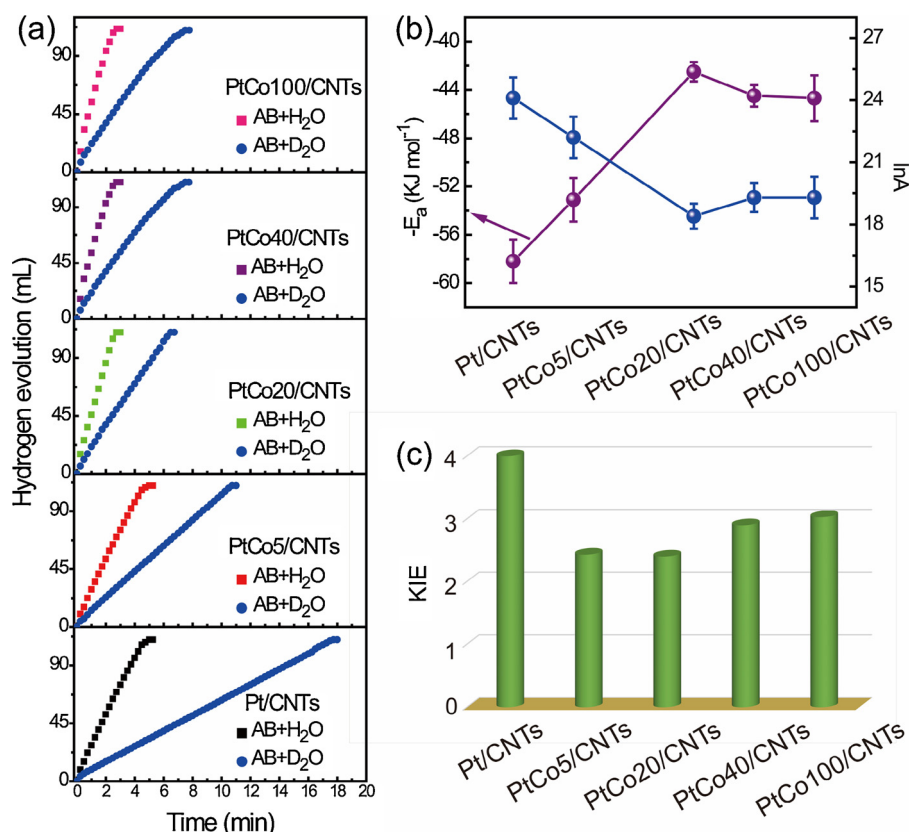 (a)
Hydrogen evolution (mL)
90
45
0
PtCo100/CNTs
AB+H₂O
AB+D₂O
90
45
0
PtCo40/CNTs
AB+H₂O
AB+D₂O
90
45
0
PtCo20/CNTs
AB+H₂O
AB+D₂O
90
45
0
PtCo5/CNTs
AB+H₂O
AB+D₂O
90
45
0
Pt/CNTs
AB+H₂O
AB+D₂O
0 2 4 6 8 10 12 14 16 18 20
Time (min)
(b)
-Eₐ (KJ mol⁻¹)
-40
-44
-48
-52
-56
-60
27
24
21
18
15
lnA
Pt/CNTs
PtCo5/CNTs
PtCo20/CNTs
PtCo40/CNTs
PtCo100/CNTs
(c)
KIE
4
3
2
1
0
Pt/CNTs
PtCo5/CNTs
PtCo20/CNTs
PtCo40/CNTs
PtCo100/CNTs